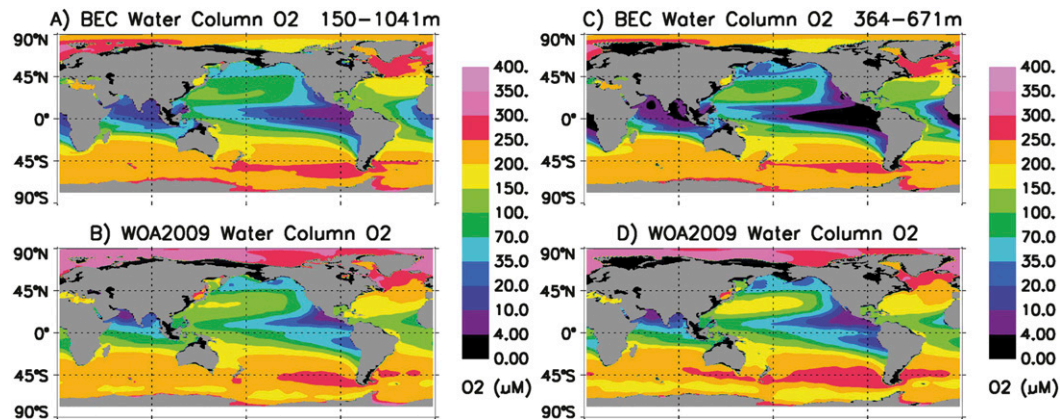 A) BEC Water Column O2 150-1041m
90°N
45°N
0°
45°S
90°S
B) WOA2009 Water Column O2
90°N
45°N
0°
45°S
90°S
400.
350.
300.
250.
200.
150.
100.
70.0
35.0
20.0
10.0
4.00
0.00
O2 (µM)
C) BEC Water Column O2 364-671m
90°N
45°N
0°
45°S
90°S
D) WOA2009 Water Column O2
90°N
45°N
0°
45°S
90°S
400.
350.
300.
250.
200.
150.
100.
70.0
35.0
20.0
10.0
4.00
0.00
O2 (µM)